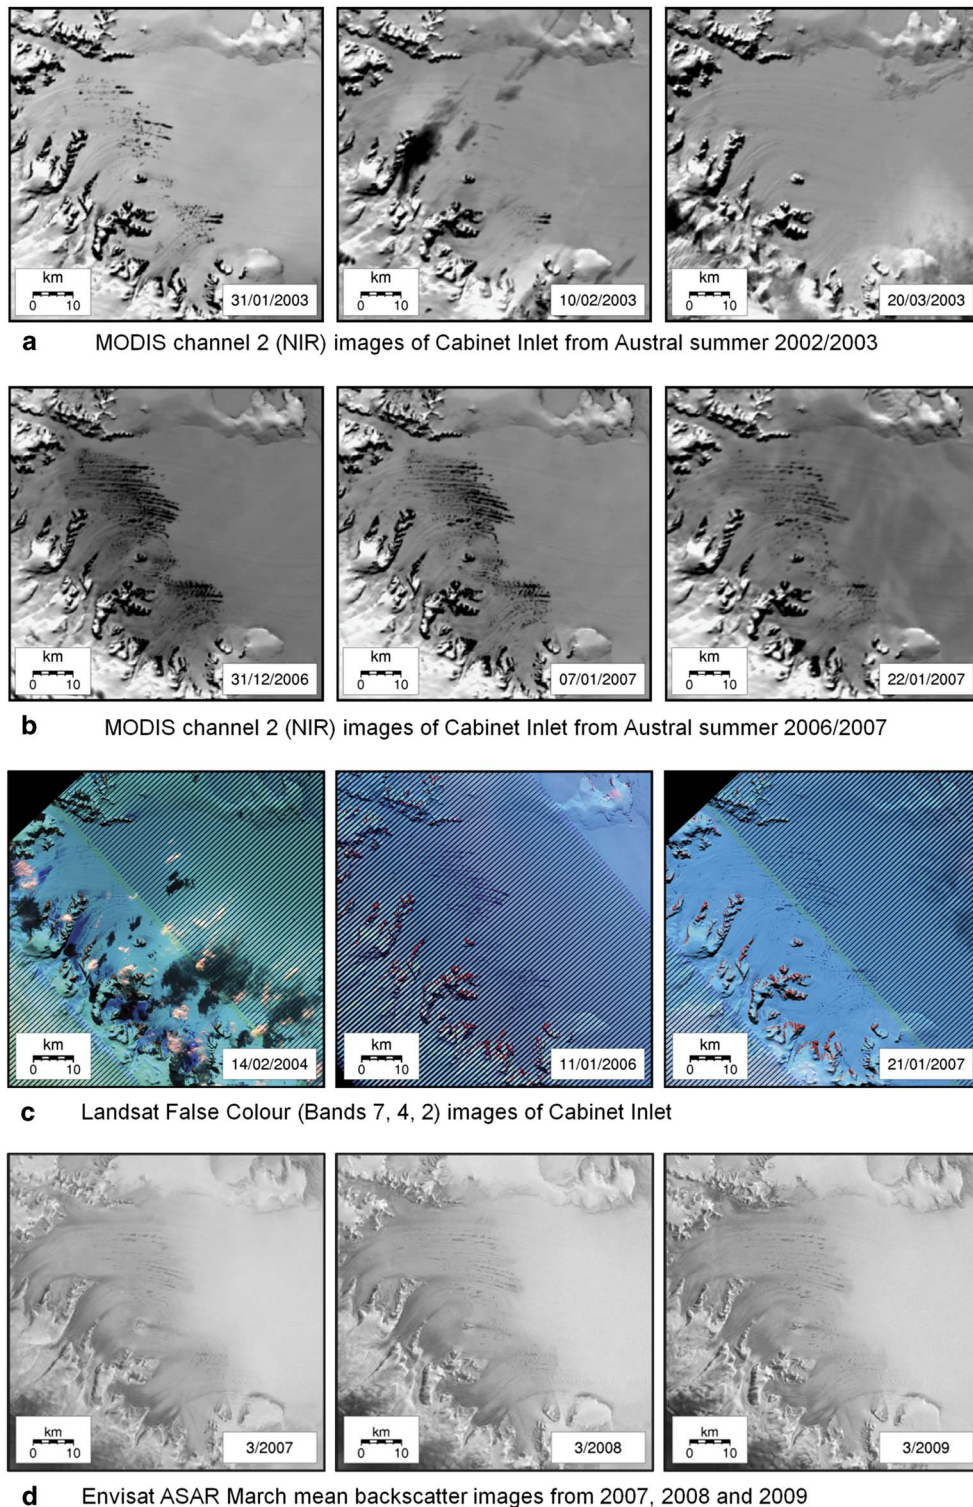 km
0 10
31/01/2003
km
0 10
10/02/2003
km
0 10
20/03/2003
a MODIS channel 2 (NIR) images of Cabinet Inlet from Austral summer 2002/2003
km
0 10
31/12/2006
km
0 10
07/01/2007
km
0 10
22/01/2007
b MODIS channel 2 (NIR) images of Cabinet Inlet from Austral summer 2006/2007
km
0 10
14/02/2004
km
0 10
11/01/2006
km
0 10
21/01/2007
c Landsat False Colour (Bands 7, 4, 2) images of Cabinet Inlet
km
0 10
3/2007
km
0 10
3/2008
km
0 10
3/2009
d Envisat ASAR March mean backscatter images from 2007, 2008 and 2009